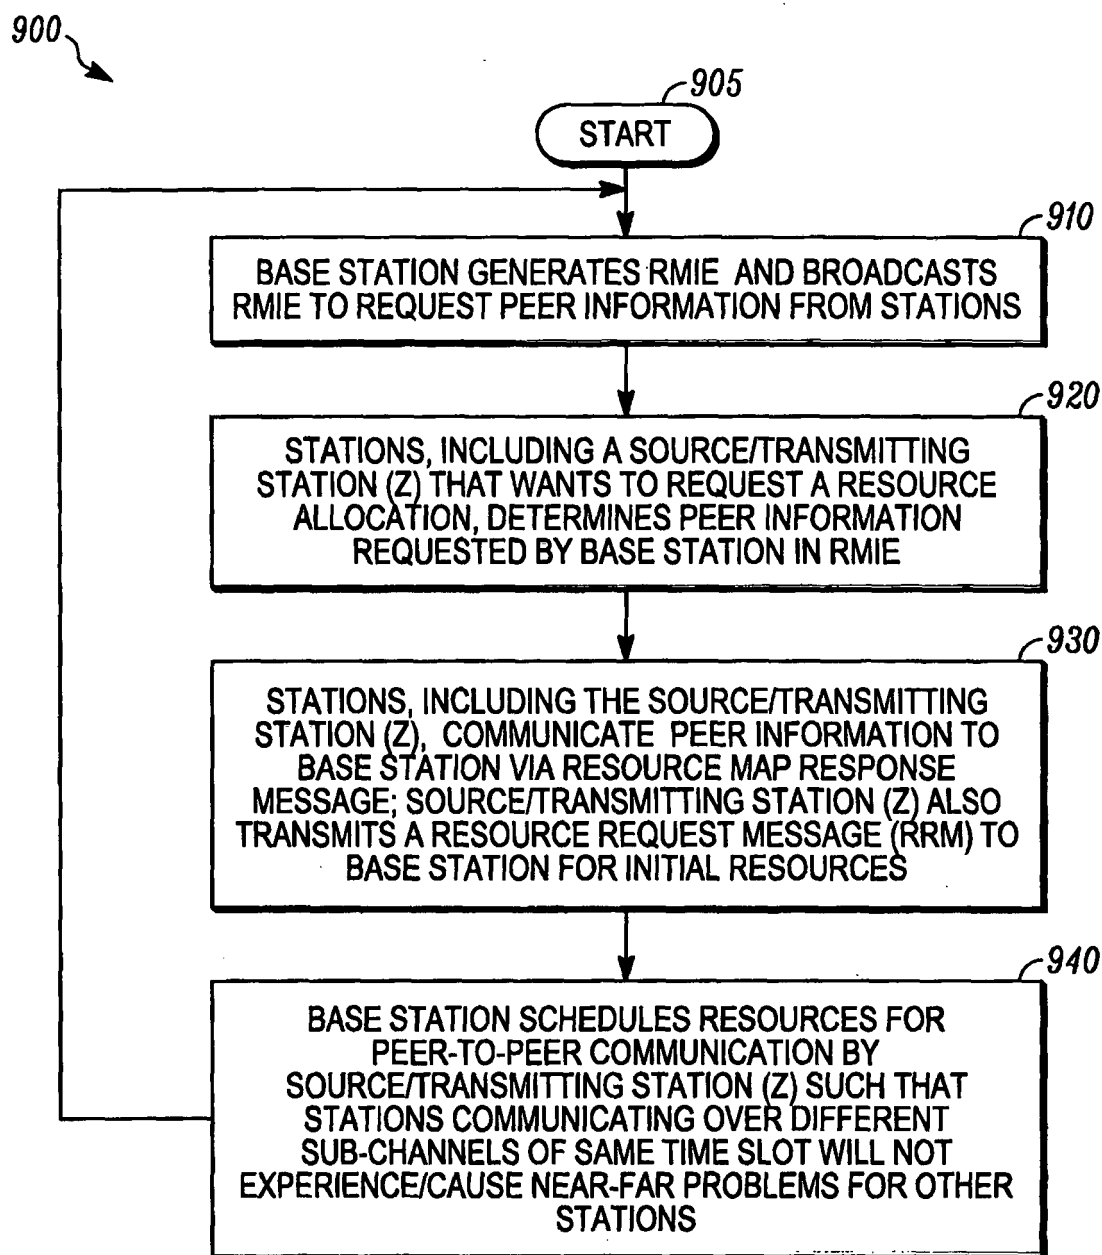 900
905
START
910
BASE STATION GENERATES RMIE AND BROADCASTS
RMIE TO REQUEST PEER INFORMATION FROM STATIONS
920
STATIONS, INCLUDING A SOURCE/TRANSMITTING
STATION (Z) THAT WANTS TO REQUEST A RESOURCE
ALLOCATION, DETERMINES PEER INFORMATION
REQUESTED BY BASE STATION IN RMIE
930
STATIONS, INCLUDING THE SOURCE/TRANSMITTING
STATION (Z), COMMUNICATE PEER INFORMATION TO
BASE STATION VIA RESOURCE MAP RESPONSE
MESSAGE; SOURCE/TRANSMITTING STATION (Z) ALSO
TRANSMITS A RESOURCE REQUEST MESSAGE (RRM) TO
BASE STATION FOR INITIAL RESOURCES
940
BASE STATION SCHEDULES RESOURCES FOR
PEER-TO-PEER COMMUNICATION BY
SOURCE/TRANSMITTING STATION (Z) SUCH THAT
STATIONS COMMUNICATING OVER DIFFERENT
SUB-CHANNELS OF SAME TIME SLOT WILL NOT
EXPERIENCE/CAUSE NEAR-FAR PROBLEMS FOR OTHER
STATIONS